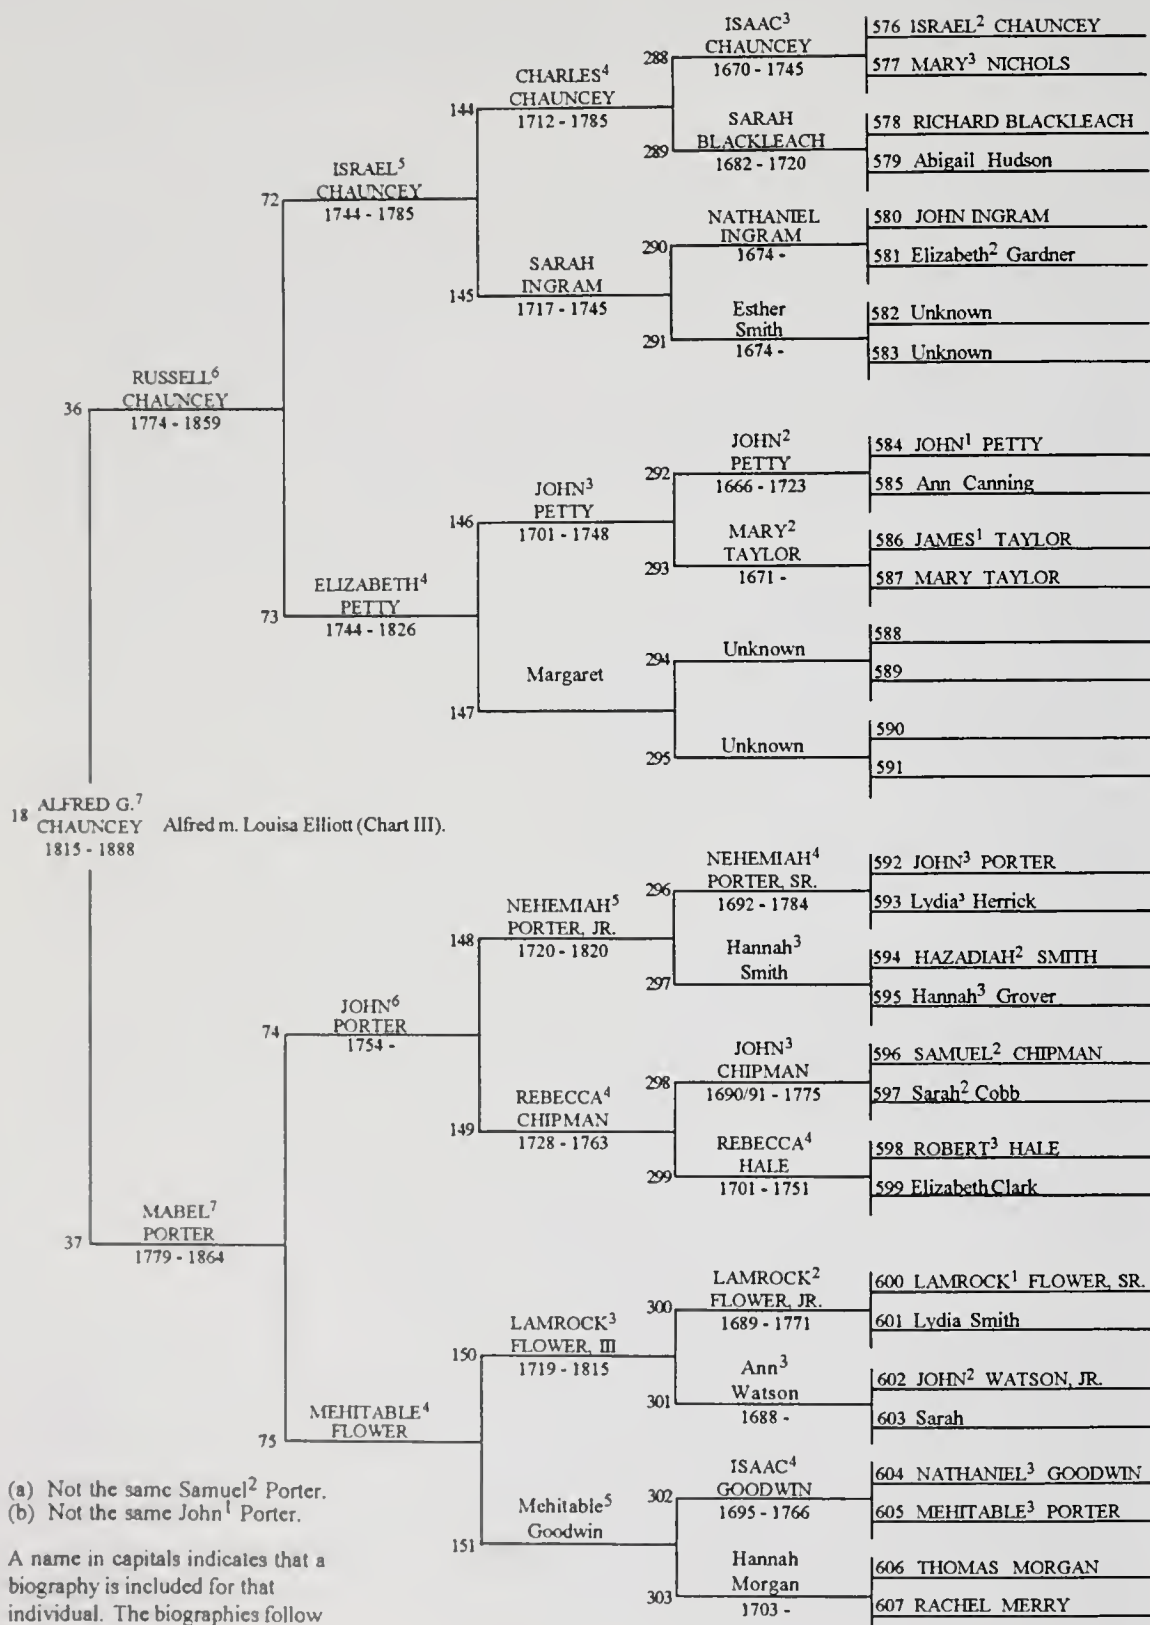 ISAAC³
CHAUNCEY
288
1670 - 1745
576 ISRAEL² CHAUNCEY
577 MARY³ NICHOLS
CHARLES⁴
CHAUNCEY
144
1712 - 1785
SARAH
BLACKLEACH
289
1682 - 1720
578 RICHARD BLACKLEACH
579 Abigail Hudson
ISRAEL⁵
CHAUNCEY
72
1744 - 1785
NATHANIEL
INGRAM
290
1674 -
580 JOHN INGRAM
581 Elizabeth² Gardner
SARAH
INGRAM
145
1717 - 1745
Esther
Smith
291
1674 -
582 Unknown
583 Unknown
RUSSELL⁶
CHAUNCEY
36
1774 - 1859
JOHN²
PETTY
292
1666 - 1723
584 JOHN¹ PETTY
585 Ann Canning
JOHN³
PETTY
146
1701 - 1748
MARY²
TAYLOR
293
1671 -
586 JAMES¹ TAYLOR
587 MARY TAYLOR
ELIZABETH⁴
PETTY
73
1744 - 1826
294
Unknown
588
589
Margaret
147
295
Unknown
590
591
18 ALFRED G.⁷
CHAUNCEY
1815 - 1888
Alfred m. Louisa Elliott (Chart III).
NEHEMIAH⁴
PORTER, SR.
296
1692 - 1784
592 JOHN³ PORTER
593 Lydia³ Herrick
NEHEMIAH⁵
PORTER, JR.
148
1720 - 1820
Hannah³
Smith
297
594 HAZADIAH² SMITH
595 Hannah³ Grover
JOHN⁶
PORTER
74
1754 -
JOHN³
CHIPMAN
298
1690/91 - 1775
596 SAMUEL² CHIPMAN
597 Sarah² Cobb
REBECCA⁴
CHIPMAN
149
1728 - 1763
REBECCA⁴
HALE
299
1701 - 1751
598 ROBERT³ HALE
599 Elizabeth Clark
MABEL⁷
PORTER
37
1779 - 1864
LAMROCK²
FLOWER, JR.
300
1689 - 1771
600 LAMROCK¹ FLOWER, SR.
601 Lydia Smith
LAMROCK³
FLOWER, III
150
1719 - 1815
Ann³
Watson
301
1688 -
602 JOHN² WATSON, JR.
603 Sarah
MEHITABLE⁴
FLOWER
75
ISAAC⁴
GOODWIN
302
1695 - 1766
604 NATHANIEL³ GOODWIN
605 MEHITABLE³ PORTER
Mehitable⁵
Goodwin
151
Hannah
Morgan
303
1703 -
606 THOMAS MORGAN
607 RACHEL MERRY
(a) Not the same Samuel² Porter.
(b) Not the same John¹ Porter.
A name in capitals indicates that a
biography is included for that
individual. The biographies follow